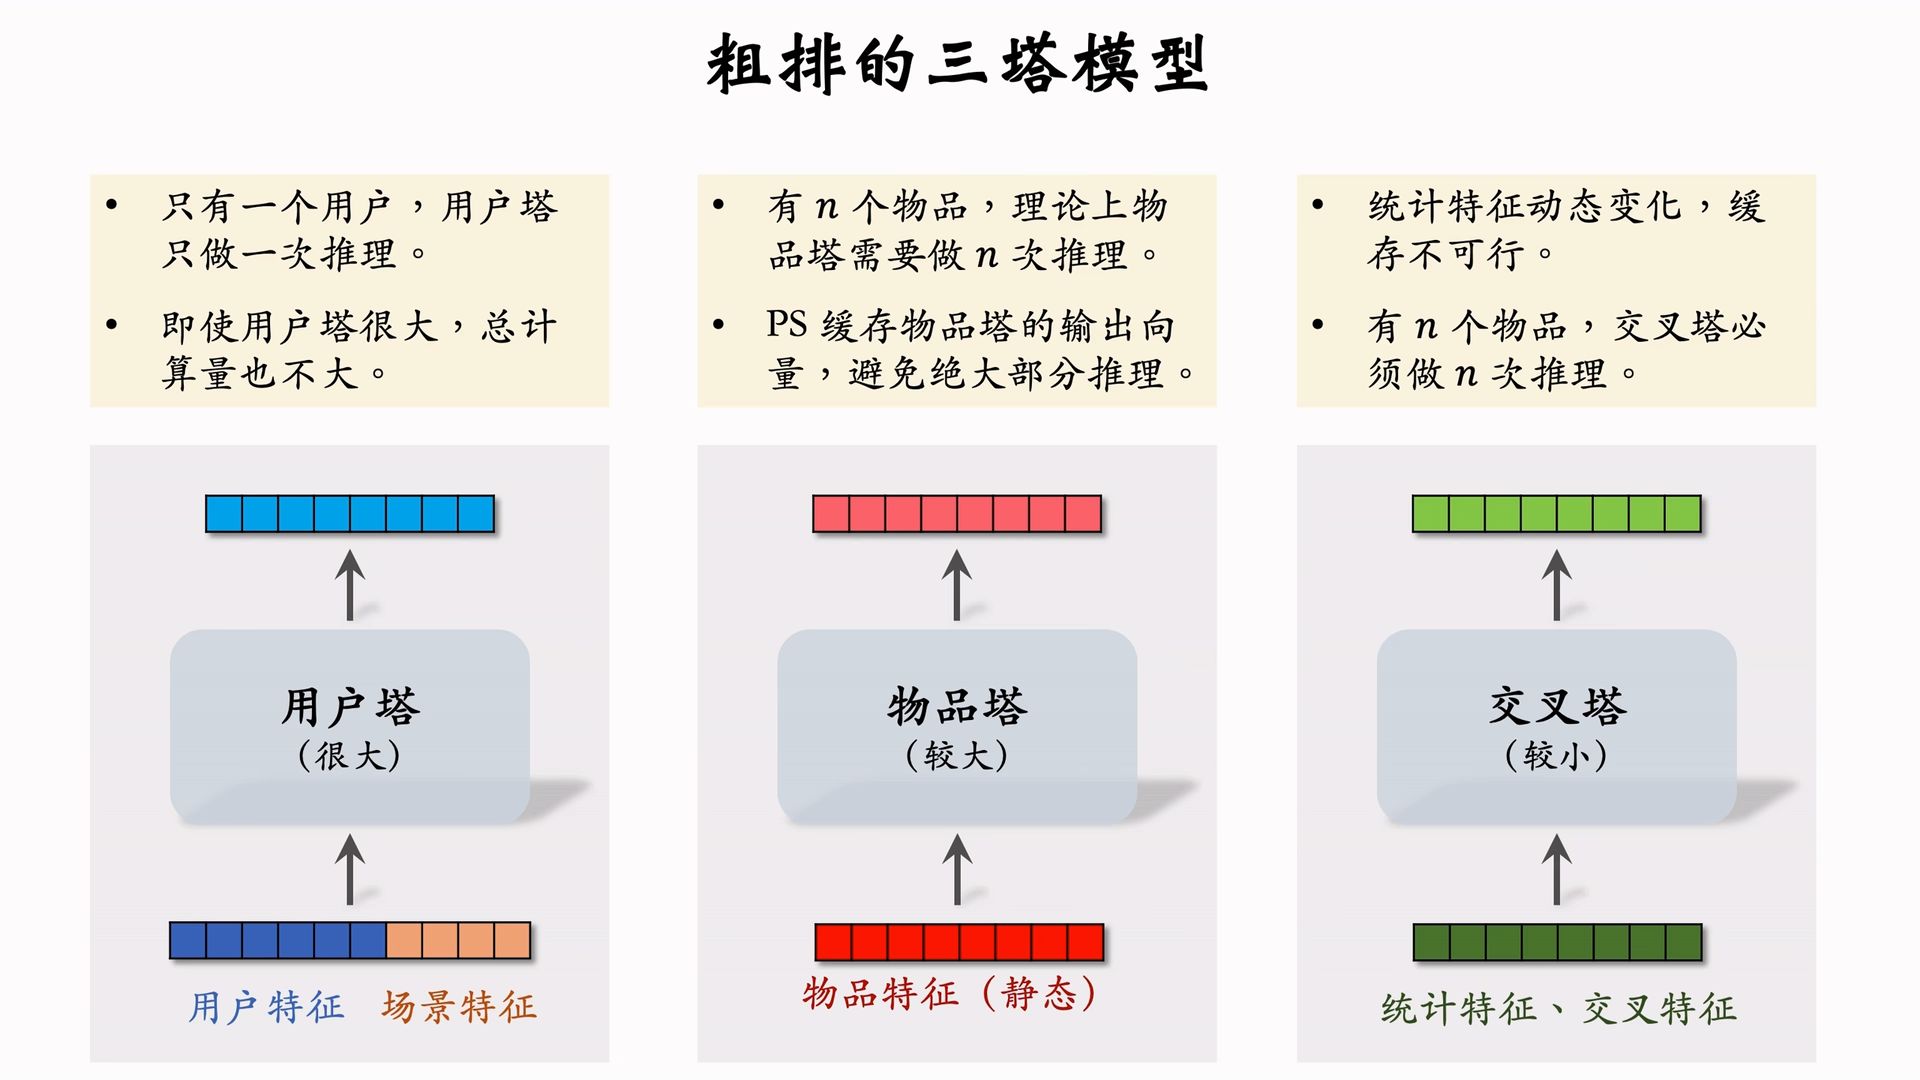 粗排的三塔模型
• 只有一个用户，用户塔
只做一次推理。
• 即使用户塔很大，总计
算量也不大。
• 有 n 个物品，理论上物
品塔需要做 n 次推理。
• PS 缓存物品塔的输出向
量，避免绝大部分推理。
• 统计特征动态变化，缓
存不可行。
• 有 n 个物品，交叉塔必
须做 n 次推理。
用户塔
（很大）
用户特征 场景特征
物品塔
（较大）
物品特征（静态）
交叉塔
（较小）
统计特征、交叉特征